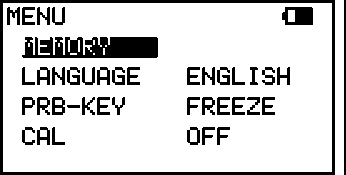 MENU
MEMORY
LANGUAGE ENGLISH
PRB-KEY FREEZE
CAL OFF